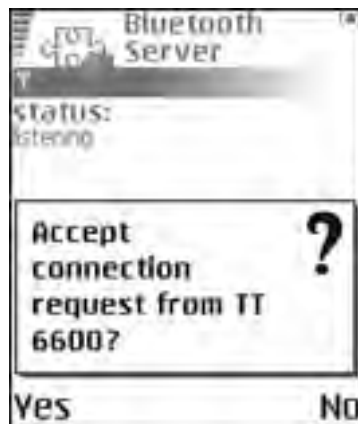 Bluetooth
Server
status:
listening
Accept
connection
request from TT
6600?
?
Yes
No